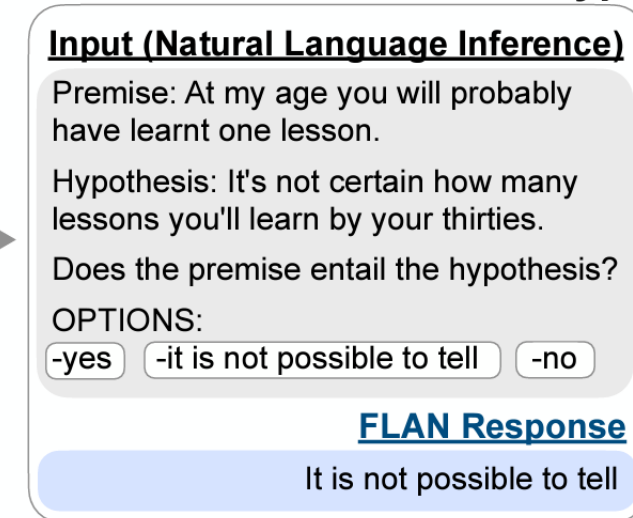 Input (Natural Language Inference)
Premise: At my age you will probably
have learnt one lesson.
Hypothesis: It's not certain how many
lessons you'll learn by your thirties.
Does the premise entail the hypothesis?
OPTIONS:
-yes -it is not possible to tell -no
FLAN Response
It is not possible to tell